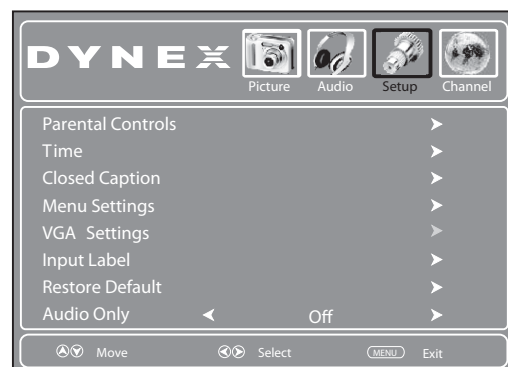 DYNEX
Picture Audio Setup Channel
Parental Controls
Time
Closed Caption
Menu Settings
VGA Settings
Input Label
Restore Default
Audio Only Off
Move Select MENU Exit